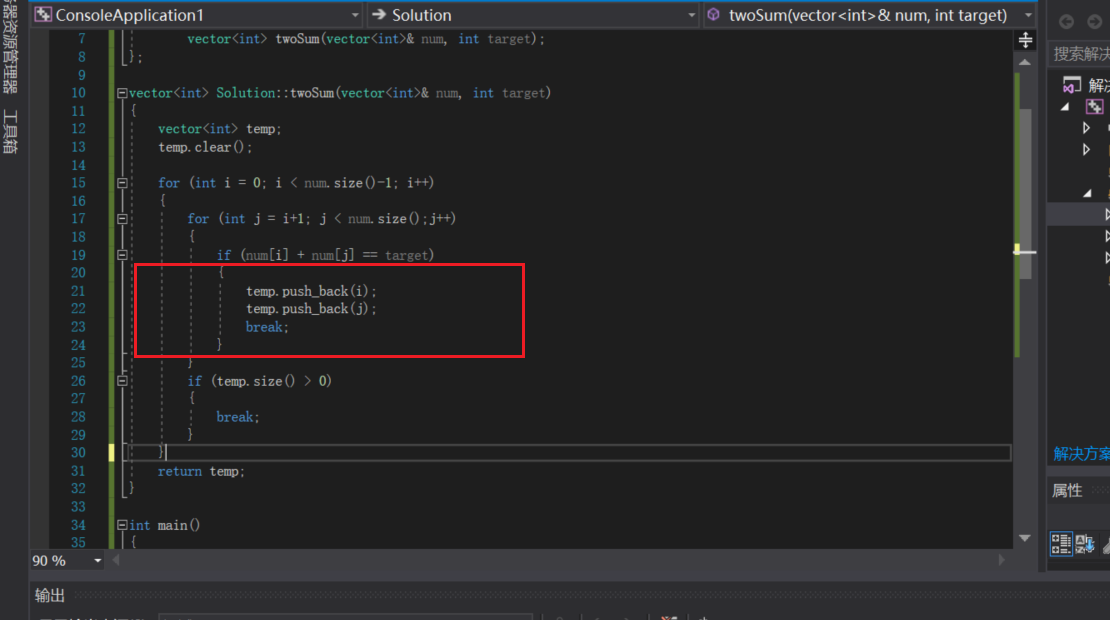 ConsoleApplication1 Solution twoSum(vector<int>& num, int target)
器资源管理器
工具箱
7 vector<int> twoSum(vector<int>& num, int target);
8 };
9
10 vector<int> Solution::twoSum(vector<int>& num, int target)
11 {
12 vector<int> temp;
13 temp.clear();
14
15 for (int i = 0; i < num.size()-1; i++)
16 {
17 for (int j = i+1; j < num.size();j++)
18 {
19 if (num[i] + num[j] == target)
20 {
21 temp.push_back(i);
22 temp.push_back(j);
23 break;
24 }
25 }
26 if (temp.size() > 0)
27 {
28 break;
29 }
30 }
31 return temp;
32 }
33
34 int main()
35 {
90 %
输出
搜索解决
解决方案
属性